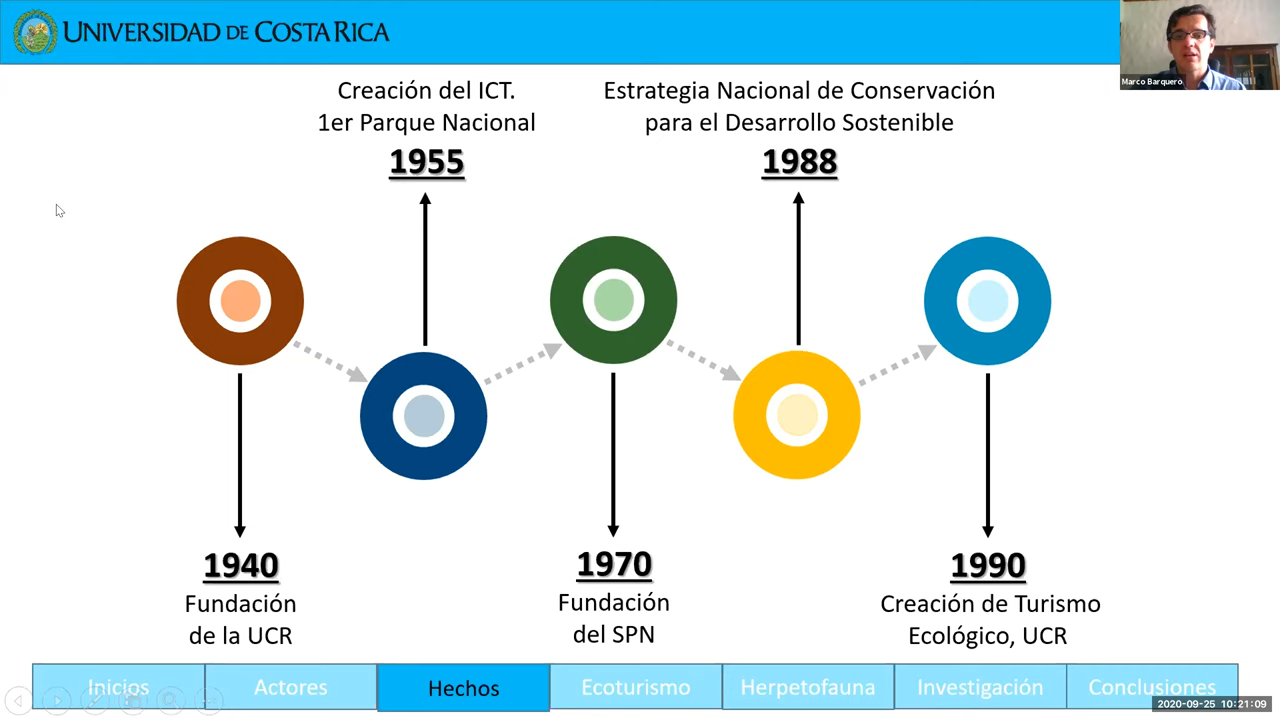 UNIVERSIDAD DE COSTA RICA
Marco Barquero
Creación del ICT.
1er Parque Nacional
1955
Estrategia Nacional de Conservación
para el Desarrollo Sostenible
1988
1940
Fundación
de la UCR
1970
Fundación
del SPN
1990
Creación de Turismo
Ecológico, UCR
Inicios
Actores
Hechos
Ecoturismo
Herpetofauna
Investigación
Conclusiones
2020-09-25 10:21:09